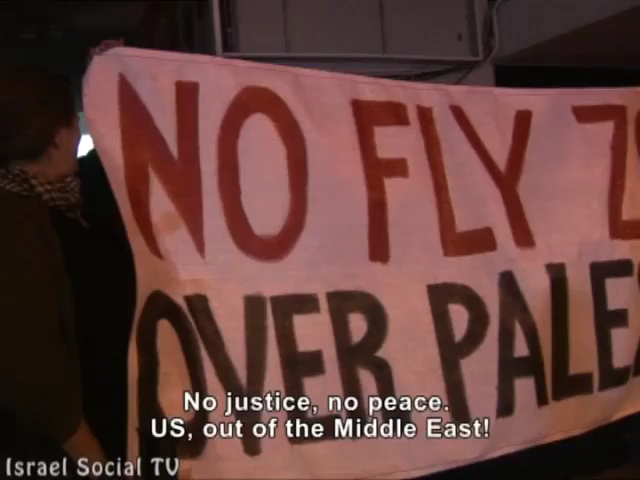 NO FLY Z
OVER PALE
No justice, no peace.
US, out of the Middle East!
Israel Social TV